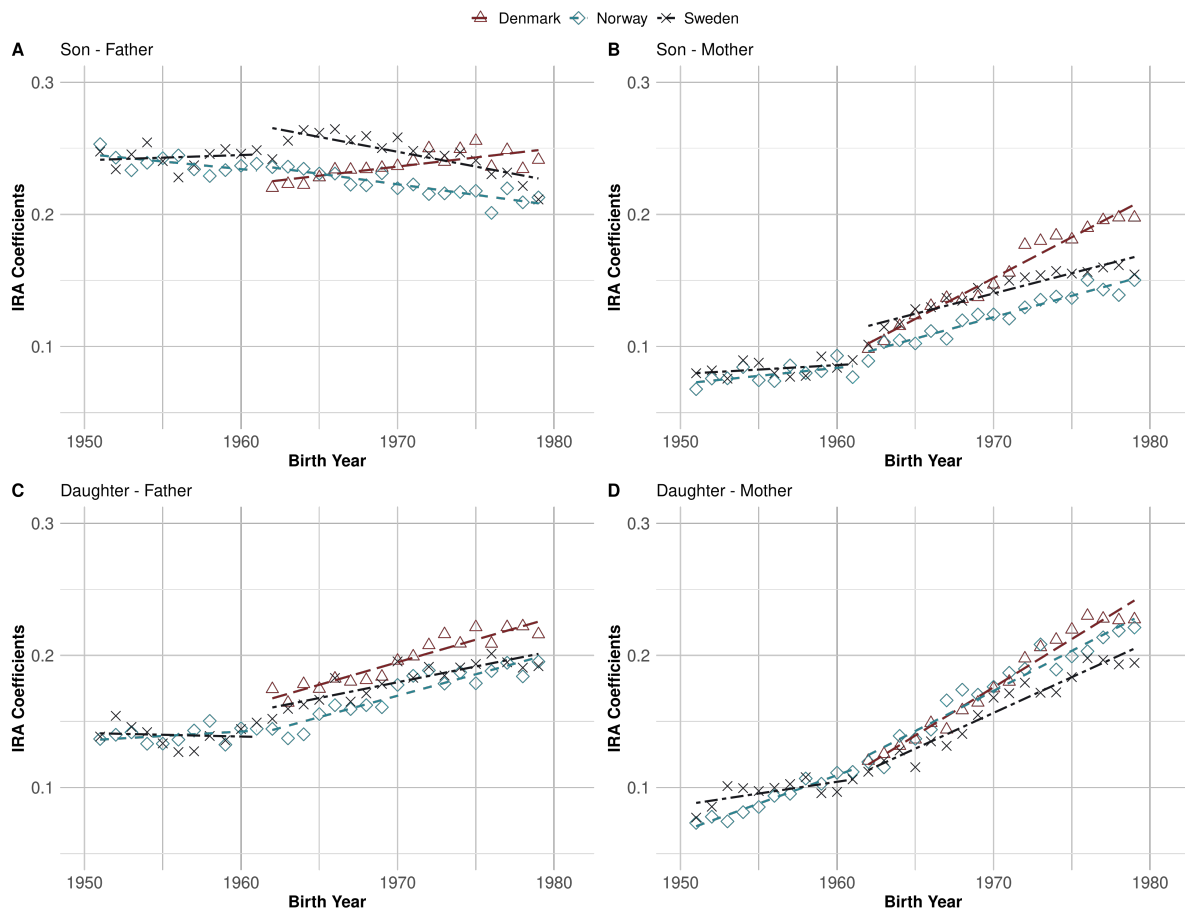 Denmark Norway Sweden
A Son - Father
IRA Coefficients
0.3
0.2
0.1
1950 1960 1970 1980
Birth Year
B Son - Mother
IRA Coefficients
0.3
0.2
0.1
1950 1960 1970 1980
Birth Year
C Daughter - Father
IRA Coefficients
0.3
0.2
0.1
1950 1960 1970 1980
Birth Year
D Daughter - Mother
IRA Coefficients
0.3
0.2
0.1
1950 1960 1970 1980
Birth Year